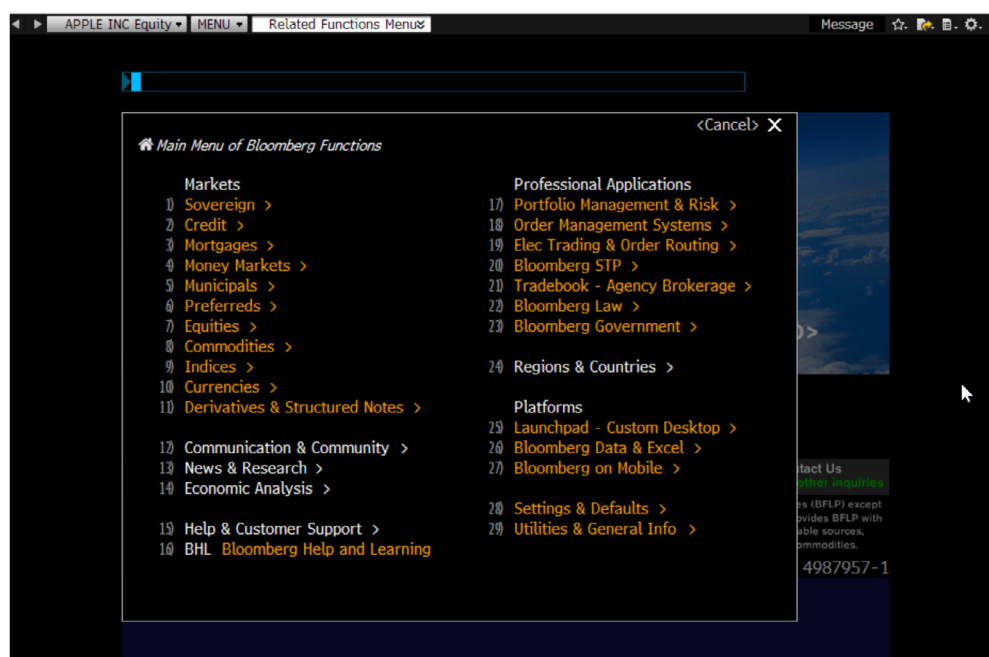 APPLE INC Equity MENU Related Functions Menu Message
<Cancel> X
Main Menu of Bloomberg Functions
Markets
1) Sovereign >
2) Credit >
3) Mortgages >
4) Money Markets >
5) Municipals >
6) Preferreds >
7) Equities >
8) Commodities >
9) Indices >
10) Currencies >
11) Derivatives & Structured Notes >
12) Communication & Community >
13) News & Research >
14) Economic Analysis >
15) Help & Customer Support >
16) BHL Bloomberg Help and Learning
Professional Applications
17) Portfolio Management & Risk >
18) Order Management Systems >
19) Elec Trading & Order Routing >
20) Bloomberg STP >
21) Tradebook - Agency Brokerage >
22) Bloomberg Law >
23) Bloomberg Government >
24) Regions & Countries >
Platforms
25) Launchpad - Custom Desktop >
26) Bloomberg Data & Excel >
27) Bloomberg on Mobile >
28) Settings & Defaults >
29) Utilities & General Info >
Us
other inquiries
(BFLP) except
BFLP with
sources,
4987957-1